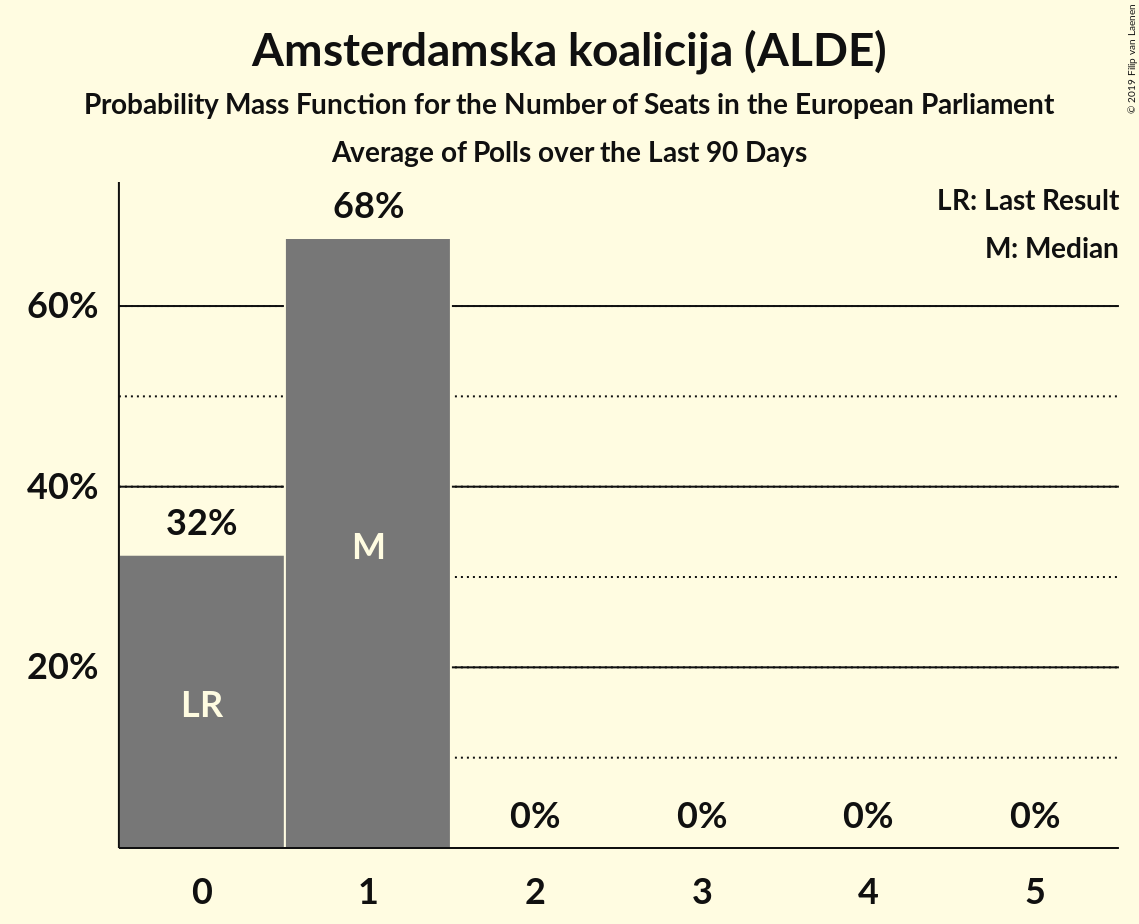 Amsterdamska koalicija (ALDE)
Probability Mass Function for the Number of Seats in the European Parliament
Average of Polls over the Last 90 Days
© 2019 Filip van Laenen
LR: Last Result
M: Median
68%
60%
40%
32%
M
20%
LR
0% 0% 0% 0%
0 1 2 3 4 5